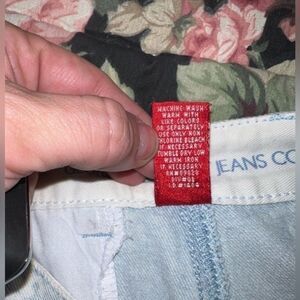 MACHINE WASH
WARM WITH
LIKE COLORS
OR SEPARATELY
USE ONLY NON-
CHLORINE BLEACH
IF NECESSARY
TUMBLE DRY LOW
WARM IRON
IF NECESSARY
JEANS CO